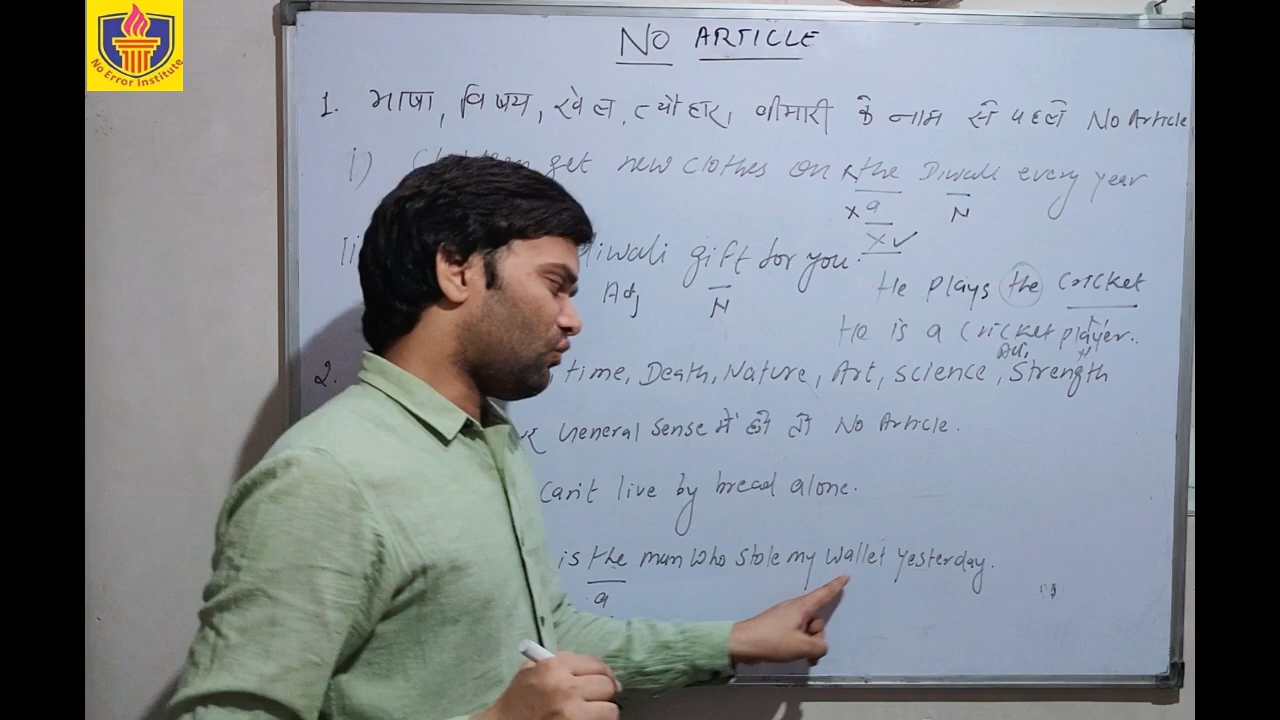 No Error Institute
NO ARTICLE
1. भाषा, विषय, खेल, त्यौहार, बीमारी के नाम से पहले No Article
i) get new clothes on x the Diwali every year
x a N
x ✓
diwali gift for you.
Adj N
He plays the cricket
He is a cricket player.
Adj N
2. time, Death, Nature, Art, science, Strength
General Sense में हो तो No Article.
can't live by bread alone.
is the man who stole my wallet yesterday.
a